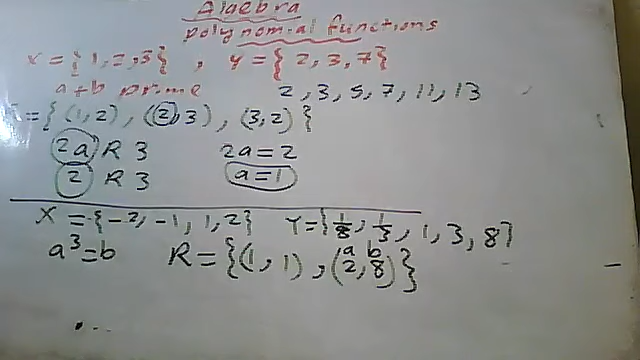 Algebra
polynomial functions
x = {1, 2, 3} , y = { 2, 3, 7}
a+b prime 2, 3, 5, 7, 11, 13
= {(1,2) , (2,3) , (3,2) }
2a R 3 2a = 2
2 R 3 a = 1
X = {-2, -1, 1, 2} Y = {1/8, 1/3, 1, 3, 8}
a³ = b R = {(1, 1) , (2, 8)}
a b